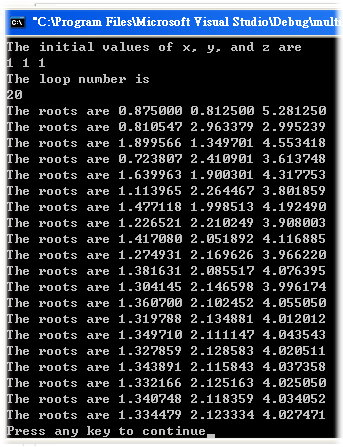 "C:\Program Files\Microsoft Visual Studio\Debug\mult
The initial values of x, y, and z are
1 1 1
The loop number is
20
The roots are 0.875000 0.812500 5.281250
The roots are 0.810547 2.963379 2.995239
The roots are 1.899566 1.349701 4.553418
The roots are 0.723807 2.410901 3.613748
The roots are 1.639963 1.900301 4.317753
The roots are 1.113965 2.264467 3.801859
The roots are 1.477118 1.998513 4.192490
The roots are 1.226521 2.210249 3.908003
The roots are 1.417080 2.051892 4.116885
The roots are 1.274931 2.169626 3.966220
The roots are 1.381631 2.085517 4.076395
The roots are 1.304145 2.146598 3.996174
The roots are 1.360700 2.102452 4.055050
The roots are 1.319788 2.134881 4.012012
The roots are 1.349710 2.111147 4.043543
The roots are 1.327859 2.128583 4.020511
The roots are 1.343891 2.115843 4.037358
The roots are 1.332166 2.125163 4.025050
The roots are 1.340748 2.118359 4.034052
The roots are 1.334479 2.123334 4.027471
Press any key to continue_